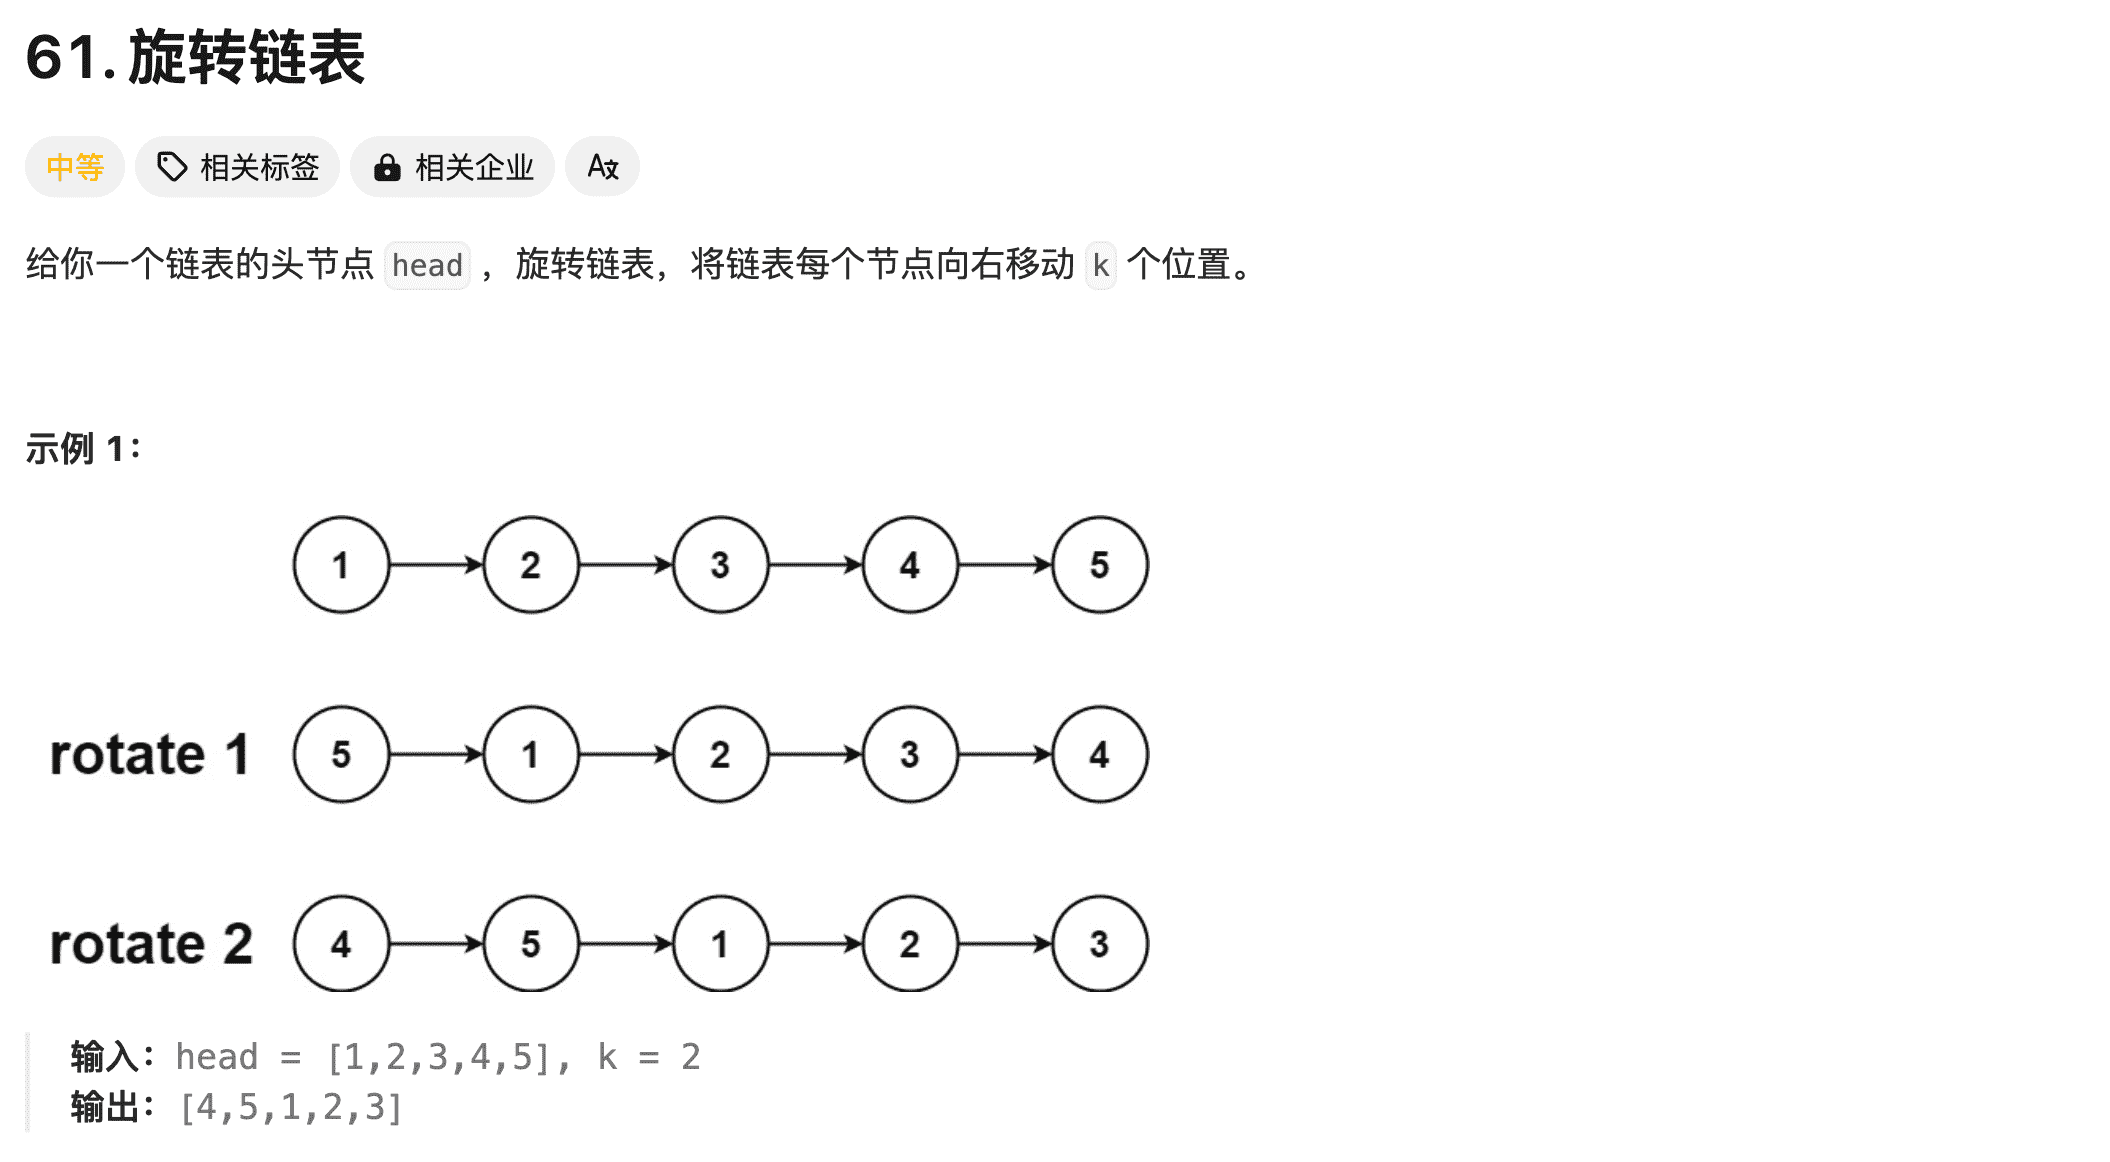 61. 旋转链表
中等 相关标签 相关企业
给你一个链表的头节点 head ，旋转链表，将链表每个节点向右移动 k 个位置。
示例 1：
1 2 3 4 5
rotate 1 5 1 2 3 4
rotate 2 4 5 1 2 3
输入：head = [1,2,3,4,5], k = 2
输出：[4,5,1,2,3]